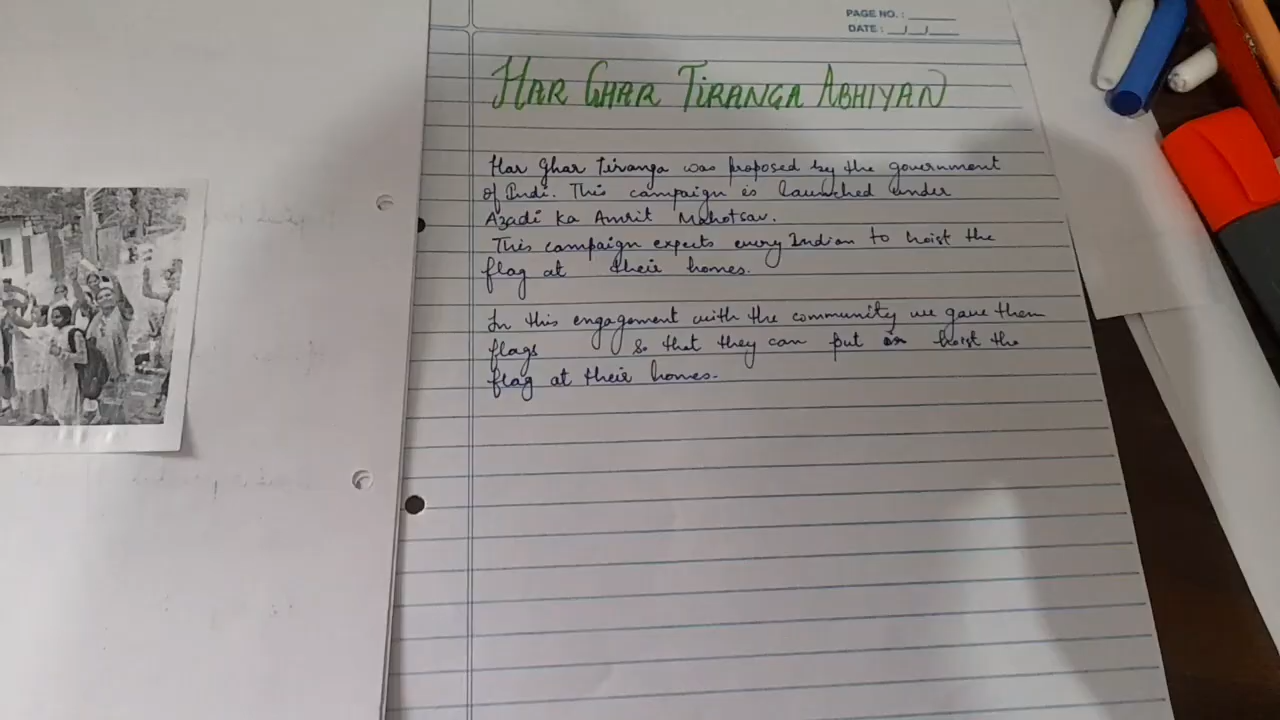 PAGE NO. :
DATE :
HAR GHAR TIRANGA ABHIYAN
Har Ghar Tiranga was proposed by the government
of Indi. This campaign is launched under
Azadi ka Amrit Mahotsav.
This campaign expects every Indian to hoist the
flag at their homes.
In this engagement with the community we gave them
flags so that they can put hoist the
flag at their homes.